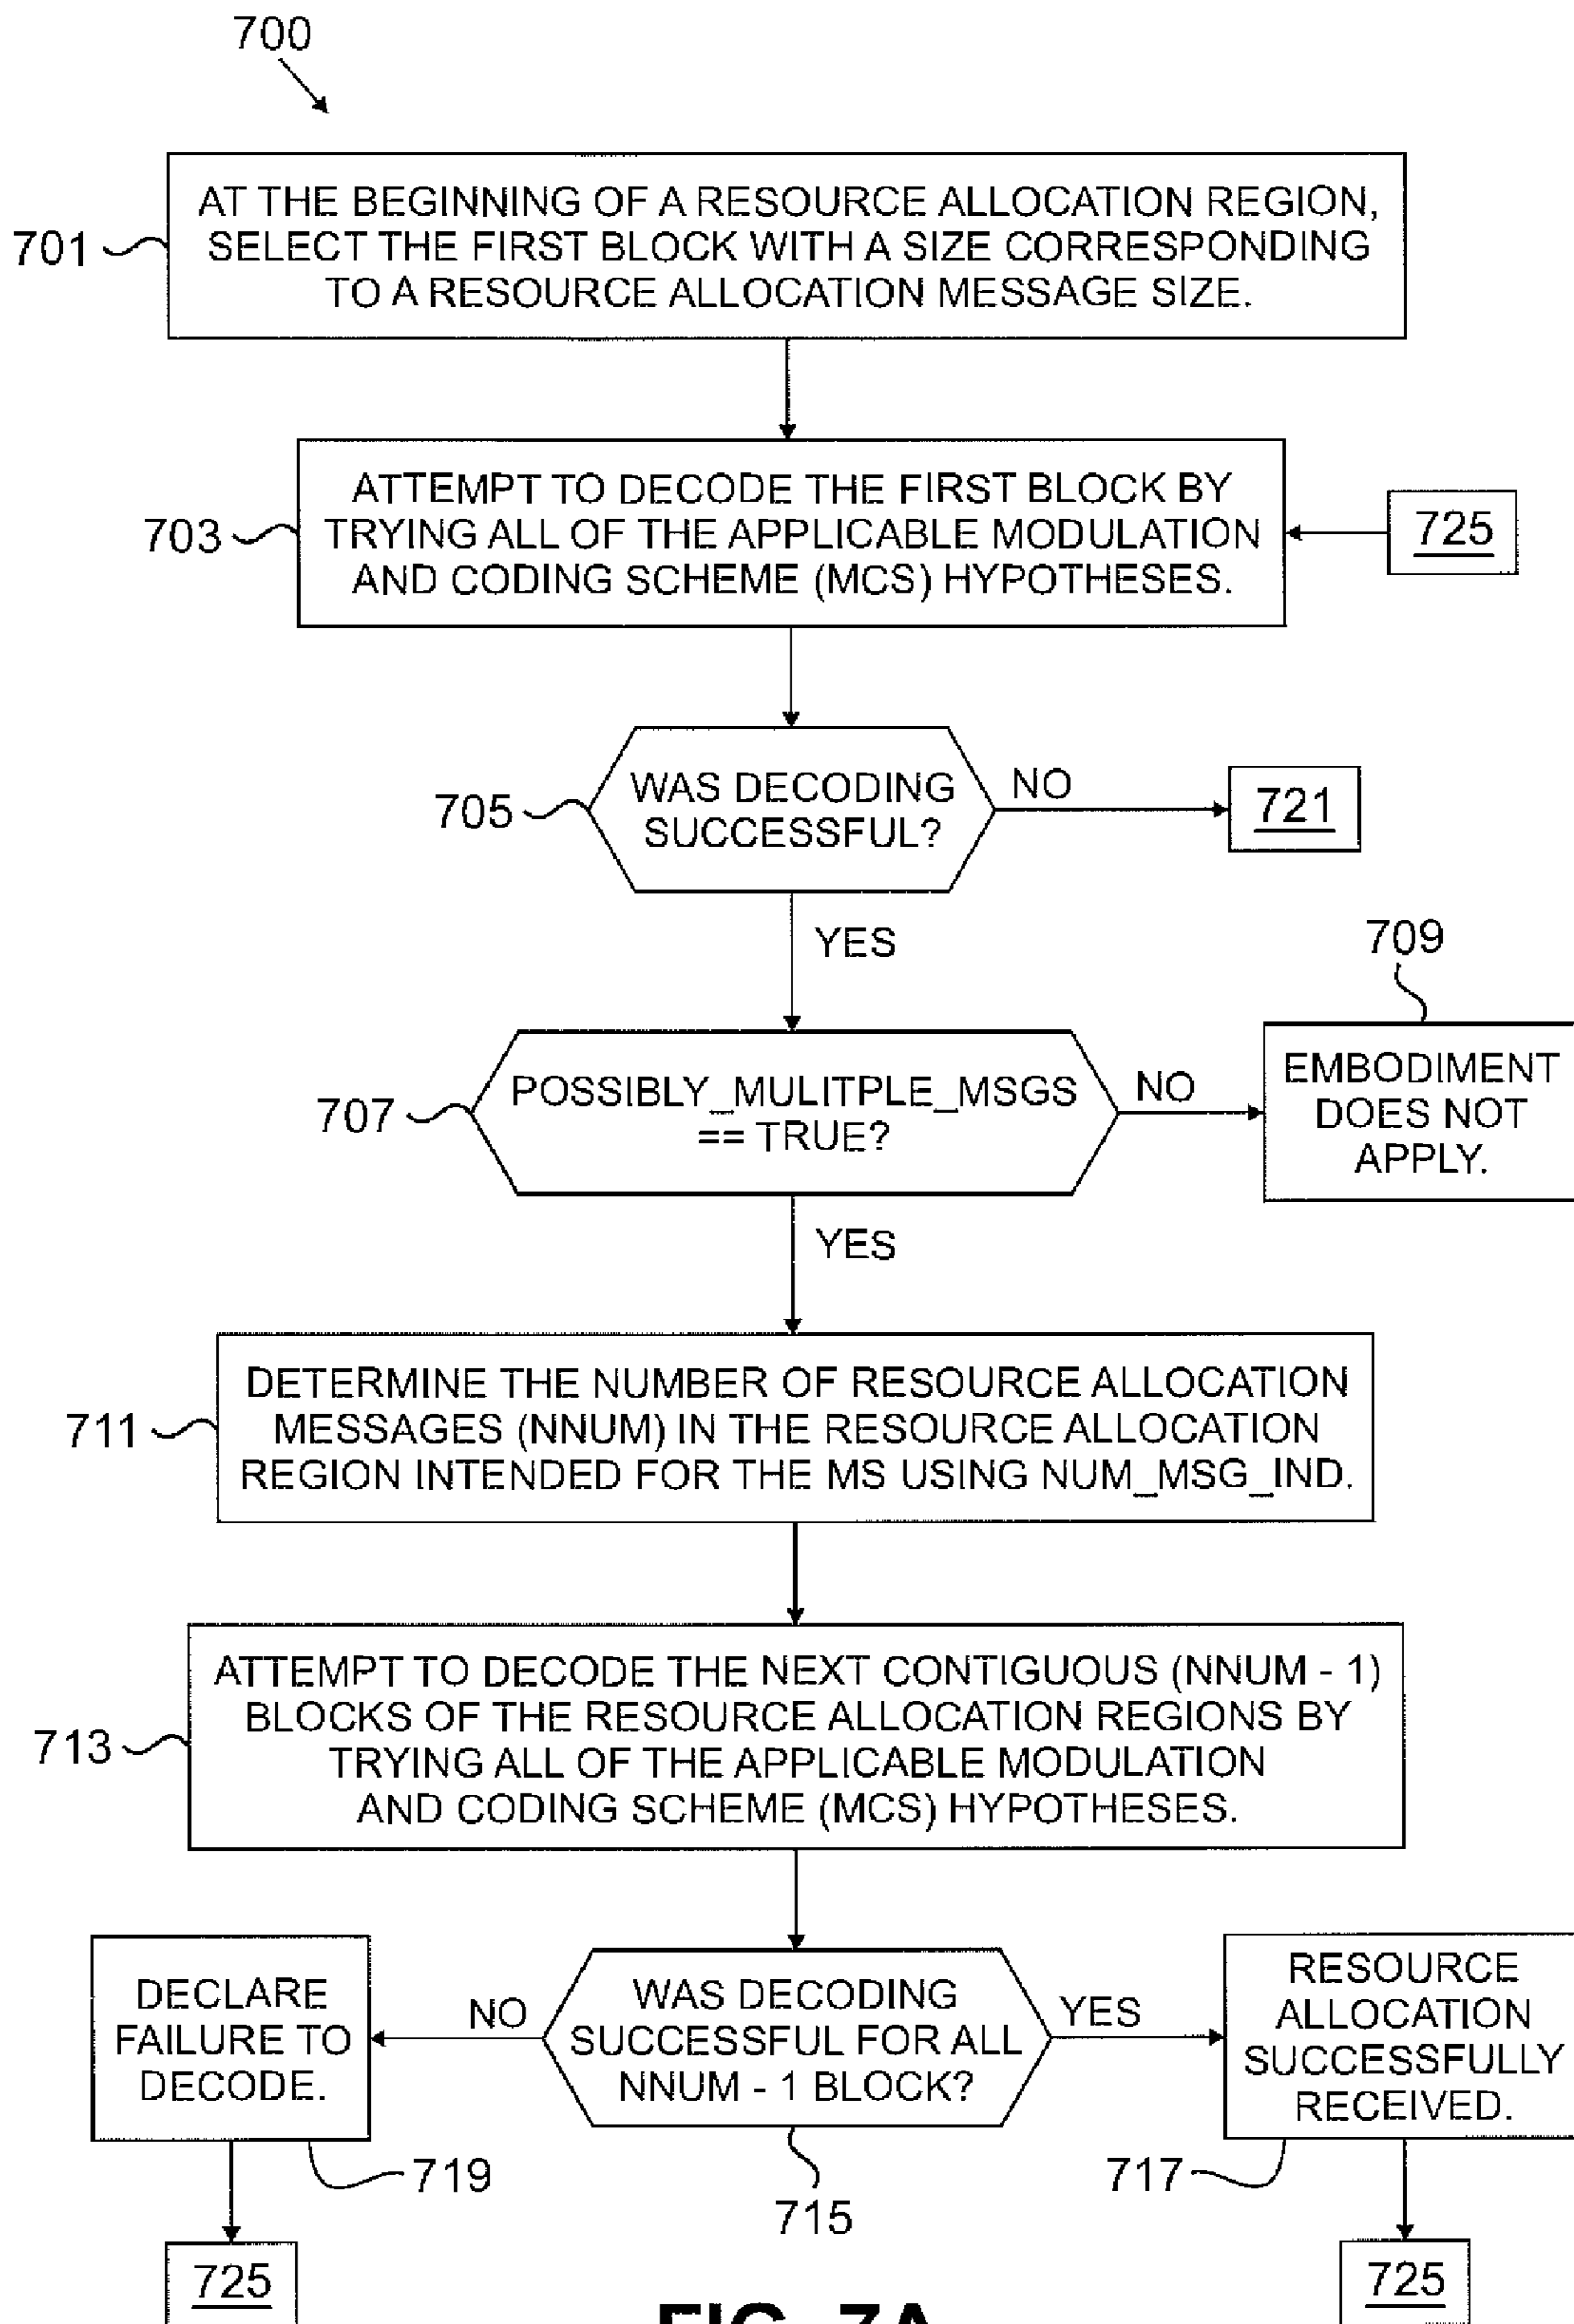 700
701
AT THE BEGINNING OF A RESOURCE ALLOCATION REGION,
SELECT THE FIRST BLOCK WITH A SIZE CORRESPONDING
TO A RESOURCE ALLOCATION MESSAGE SIZE.
703
ATTEMPT TO DECODE THE FIRST BLOCK BY
TRYING ALL OF THE APPLICABLE MODULATION
AND CODING SCHEME (MCS) HYPOTHESES.
725
705
WAS DECODING
SUCCESSFUL?
NO
721
YES
709
707
POSSIBLY_MULITPLE_MSGS
== TRUE?
NO
EMBODIMENT
DOES NOT
APPLY.
YES
711
DETERMINE THE NUMBER OF RESOURCE ALLOCATION
MESSAGES (NNUM) IN THE RESOURCE ALLOCATION
REGION INTENDED FOR THE MS USING NUM_MSG_IND.
713
ATTEMPT TO DECODE THE NEXT CONTIGUOUS (NNUM - 1)
BLOCKS OF THE RESOURCE ALLOCATION REGIONS BY
TRYING ALL OF THE APPLICABLE MODULATION
AND CODING SCHEME (MCS) HYPOTHESES.
DECLARE
FAILURE TO
DECODE.
NO
WAS DECODING
SUCCESSFUL FOR ALL
NNUM - 1 BLOCK?
YES
RESOURCE
ALLOCATION
SUCCESSFULLY
RECEIVED.
719
715
717
725
725
FIG. 7A